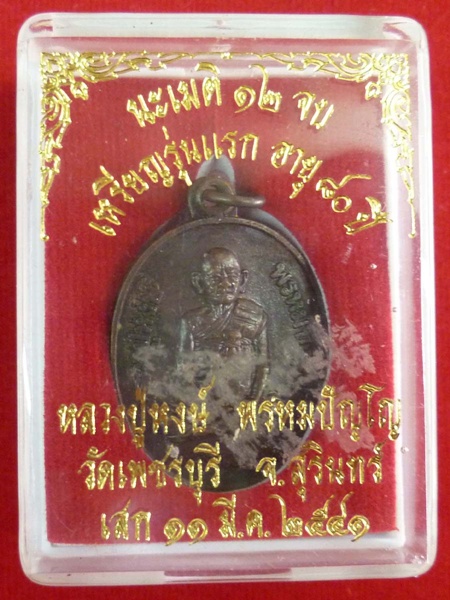 นะเมติ ๑๒ จบ
เหรียญรุ่นแรก อายุ ๘๐ ปี
หลวงปู่หงษ์ พรหมปัญโญ
วัดเพชรบุรี จ.สุรินทร์
เสก ๑๑ มี.ค. ๒๕๔๑